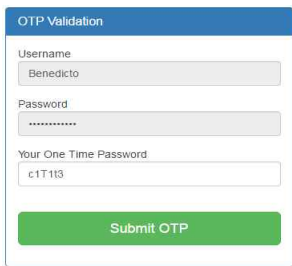 OTP Validation
Username
Benedicto
Password
••••••••••••
Your One Time Password
c1T1t3
Submit OTP